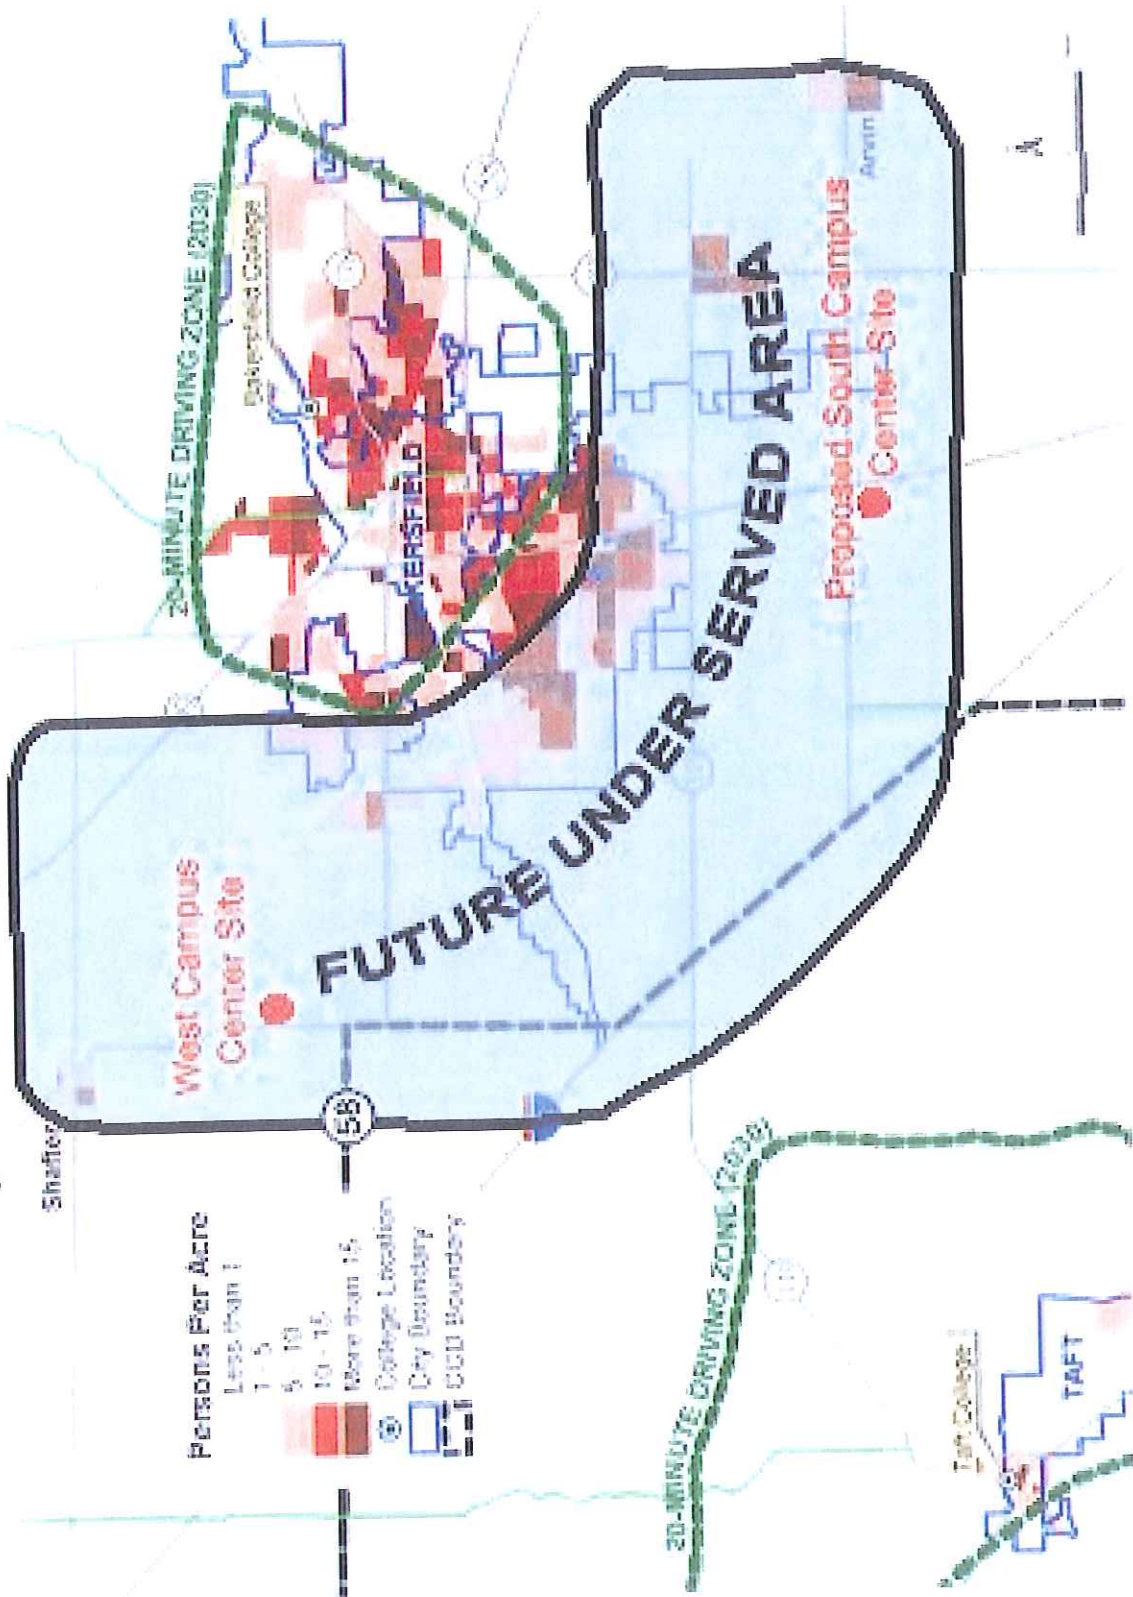 Shafter
West Campus
Center Site
20-MINUTE DRIVING ZONE (2030)
Bakersfield College
KERSFIELD
FUTURE UNDER SERVED AREA
Proposed South Campus
Center Site
Arvin
58
Persons Per Acre
Less than 1
1 - 5
5 - 10
10 - 15
More than 15
College Location
City Boundary
CCD Boundary
20-MINUTE DRIVING ZONE (2030)
119
Taft College
TAFT